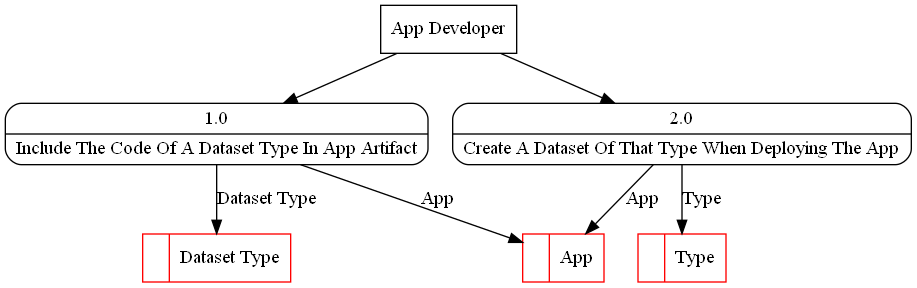 App Developer
1.0
Include The Code Of A Dataset Type In App Artifact
2.0
Create A Dataset Of That Type When Deploying The App
Dataset Type
App
App
Type
Dataset Type
App
Type